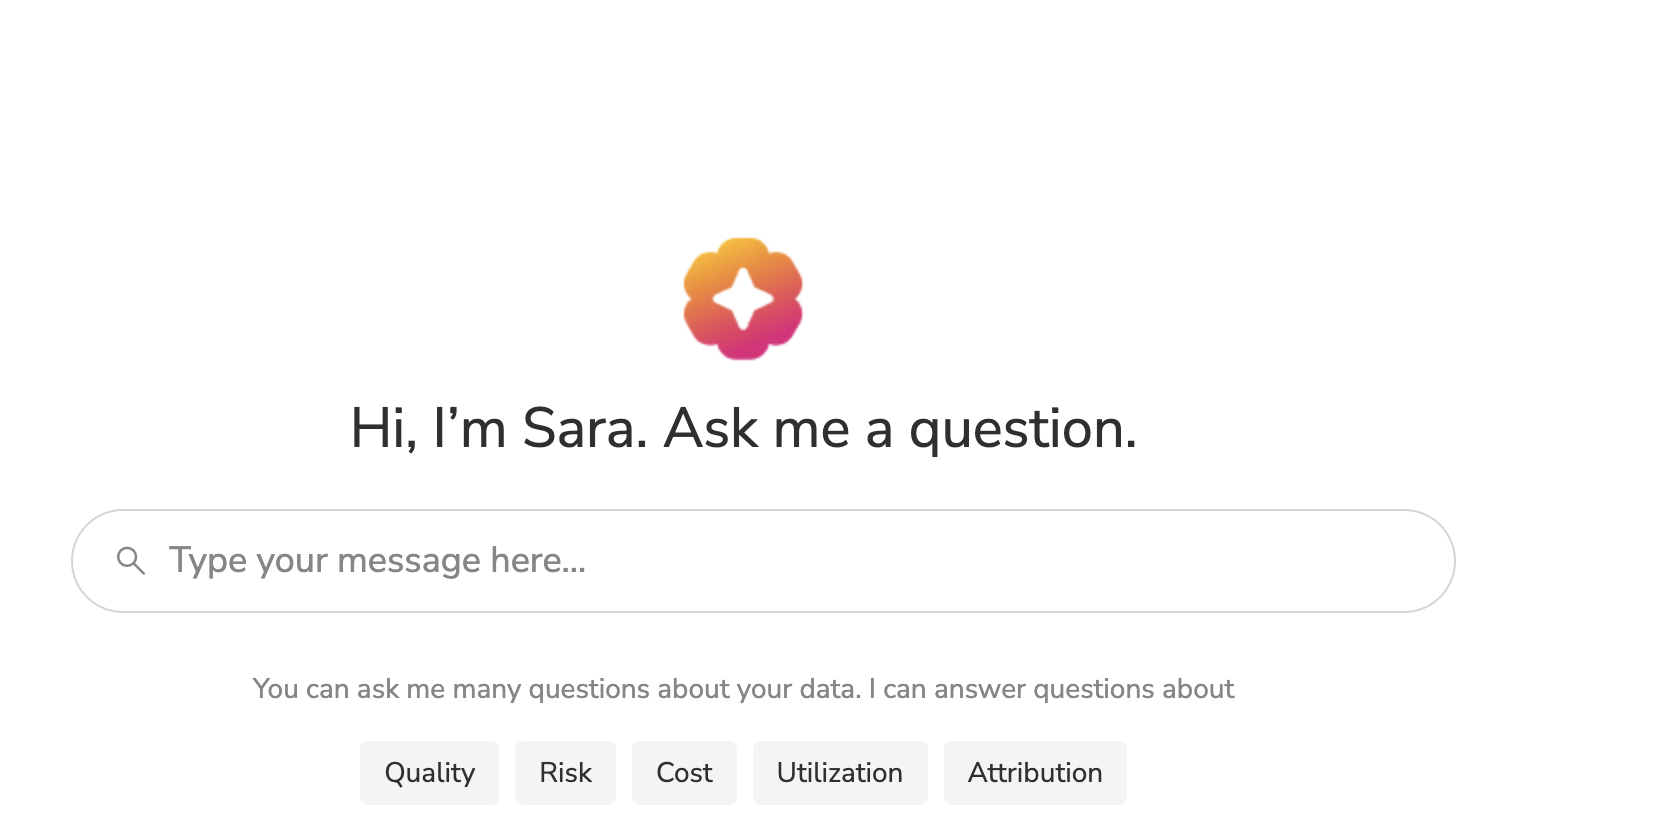 Hi, I’m Sara. Ask me a question.
Type your message here...
You can ask me many questions about your data. I can answer questions about
Quality Risk Cost Utilization Attribution